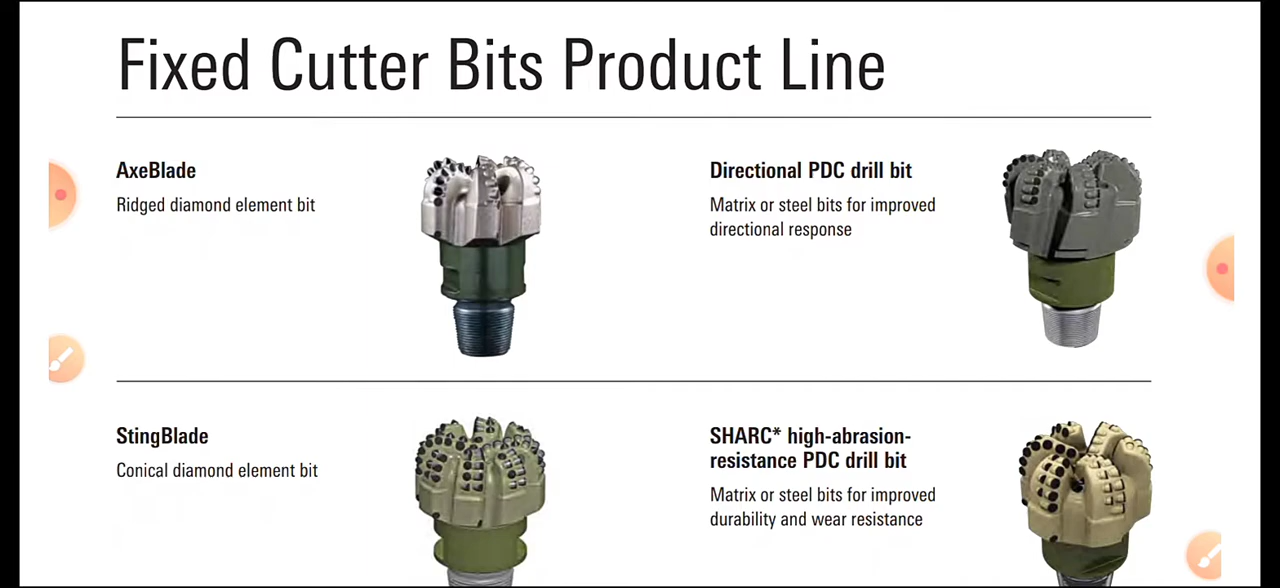 Fixed Cutter Bits Product Line
AxeBlade
Ridged diamond element bit
Directional PDC drill bit
Matrix or steel bits for improved
directional response
StingBlade
Conical diamond element bit
SHARC* high-abrasion-
resistance PDC drill bit
Matrix or steel bits for improved
durability and wear resistance